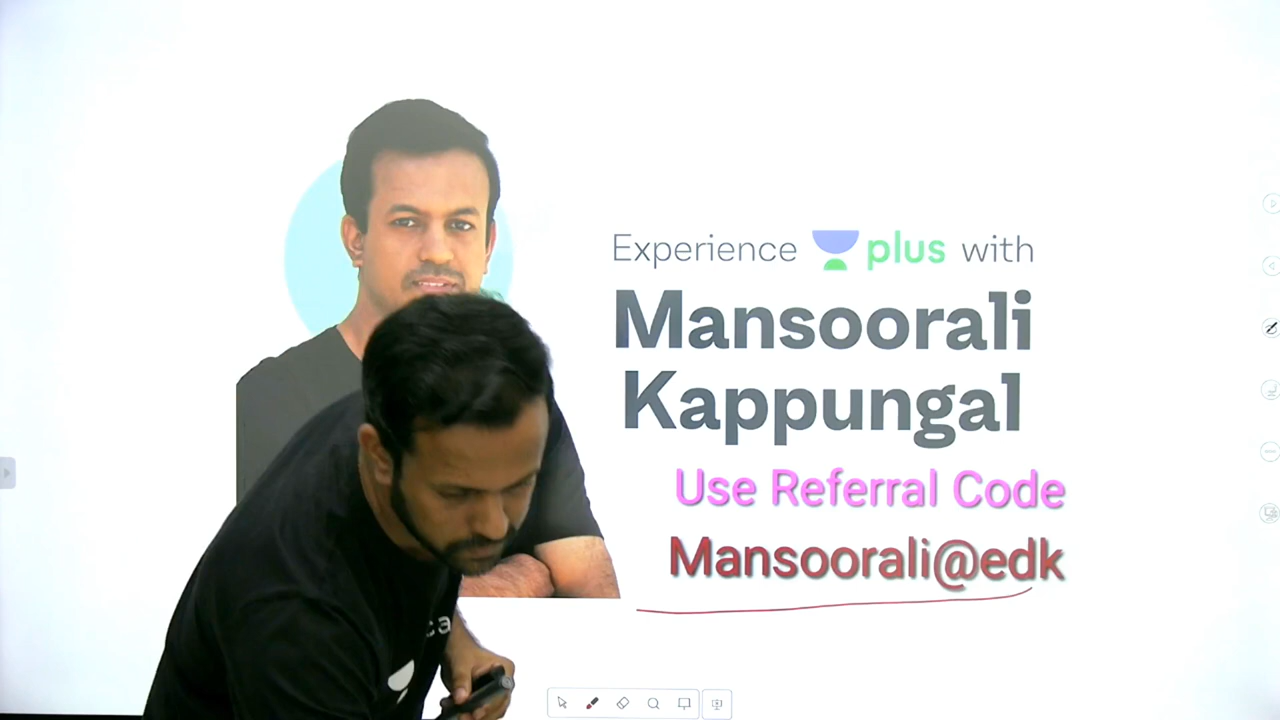 Experience plus with
Mansoorali
Kappungal
Use Referral Code
Mansoorali@edk